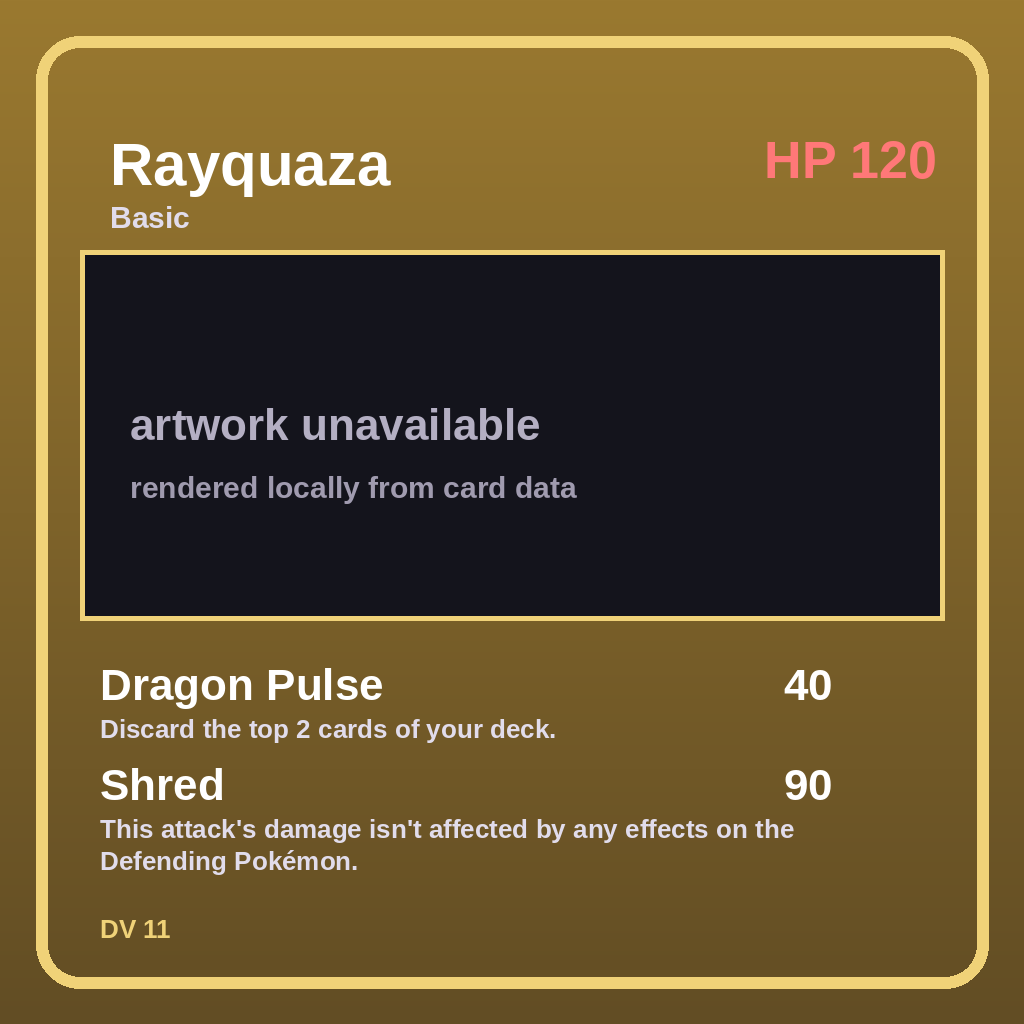 Rayquaza
HP 120
Basic
artwork unavailable
rendered locally from card data
Dragon Pulse 40
Discard the top 2 cards of your deck.
Shred 90
This attack's damage isn't affected by any effects on the
Defending Pokémon.
DV 11